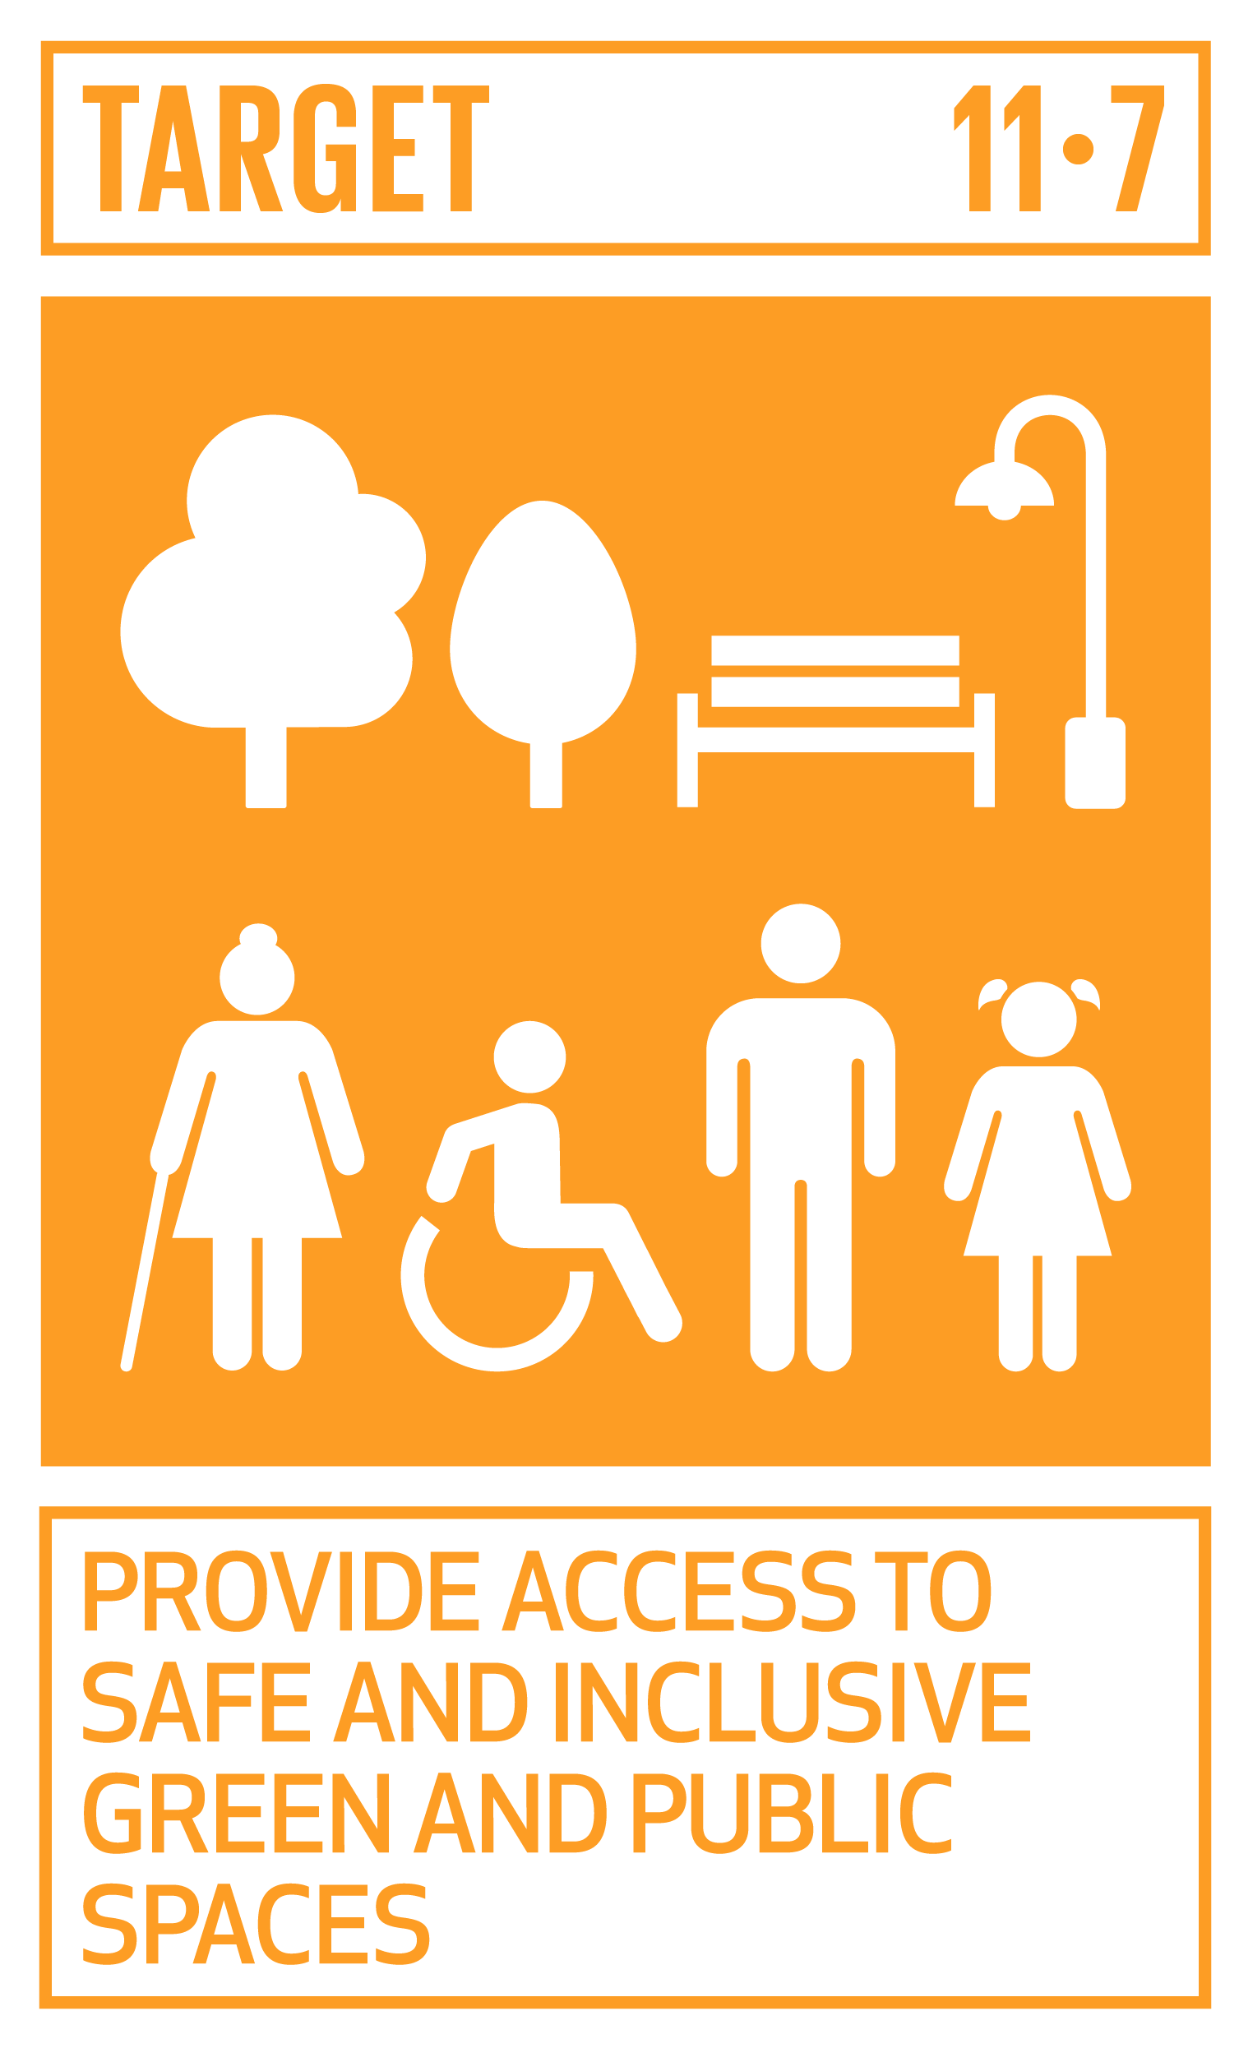 TARGET 11·7
PROVIDE ACCESS TO
SAFE AND INCLUSIVE
GREEN AND PUBLIC
SPACES